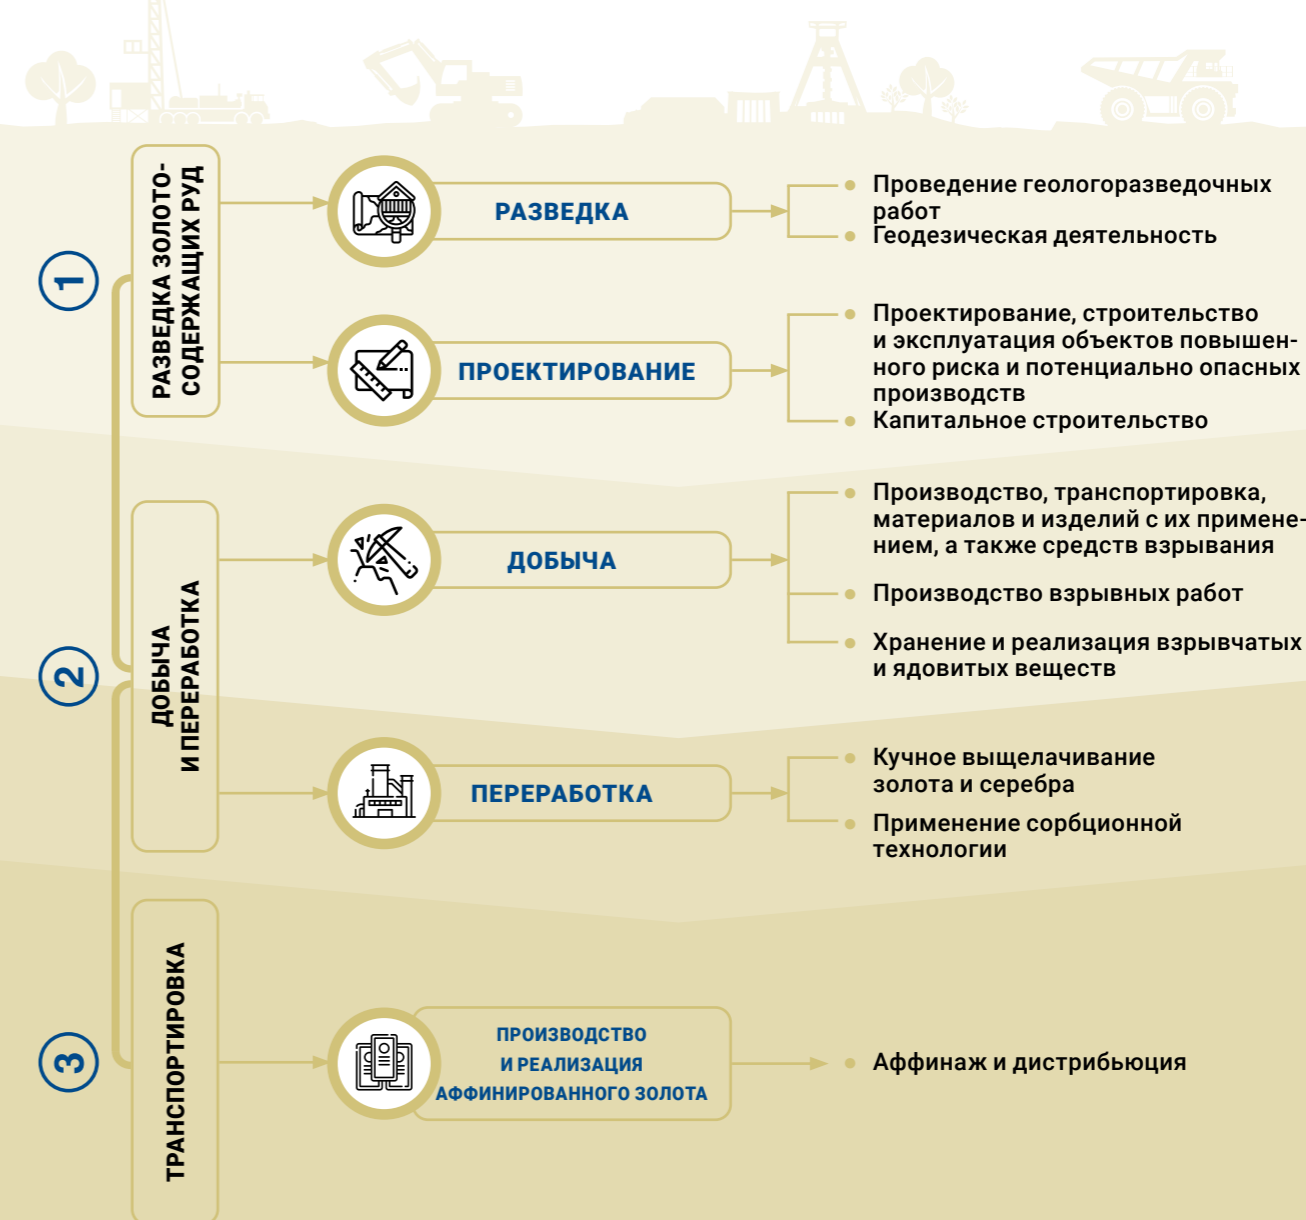 1
РАЗВЕДКА ЗОЛОТО-
СОДЕРЖАЩИХ РУД
РАЗВЕДКА
Проведение геологоразведочных
работ
Геодезическая деятельность
ПРОЕКТИРОВАНИЕ
Проектирование, строительство
и эксплуатация объектов повышен-
ного риска и потенциально опасных
производств
Капитальное строительство
2
ДОБЫЧА
И ПЕРЕРАБОТКА
ДОБЫЧА
Производство, транспортировка,
материалов и изделий с их примене-
нием, а также средств взрывания
Производство взрывных работ
Хранение и реализация взрывчатых
и ядовитых веществ
ПЕРЕРАБОТКА
Кучное выщелачивание
золота и серебра
Применение сорбционной
технологии
3
ТРАНСПОРТИРОВКА
ПРОИЗВОДСТВО
И РЕАЛИЗАЦИЯ
АФФИНИРОВАННОГО ЗОЛОТА
Аффинаж и дистрибьюция